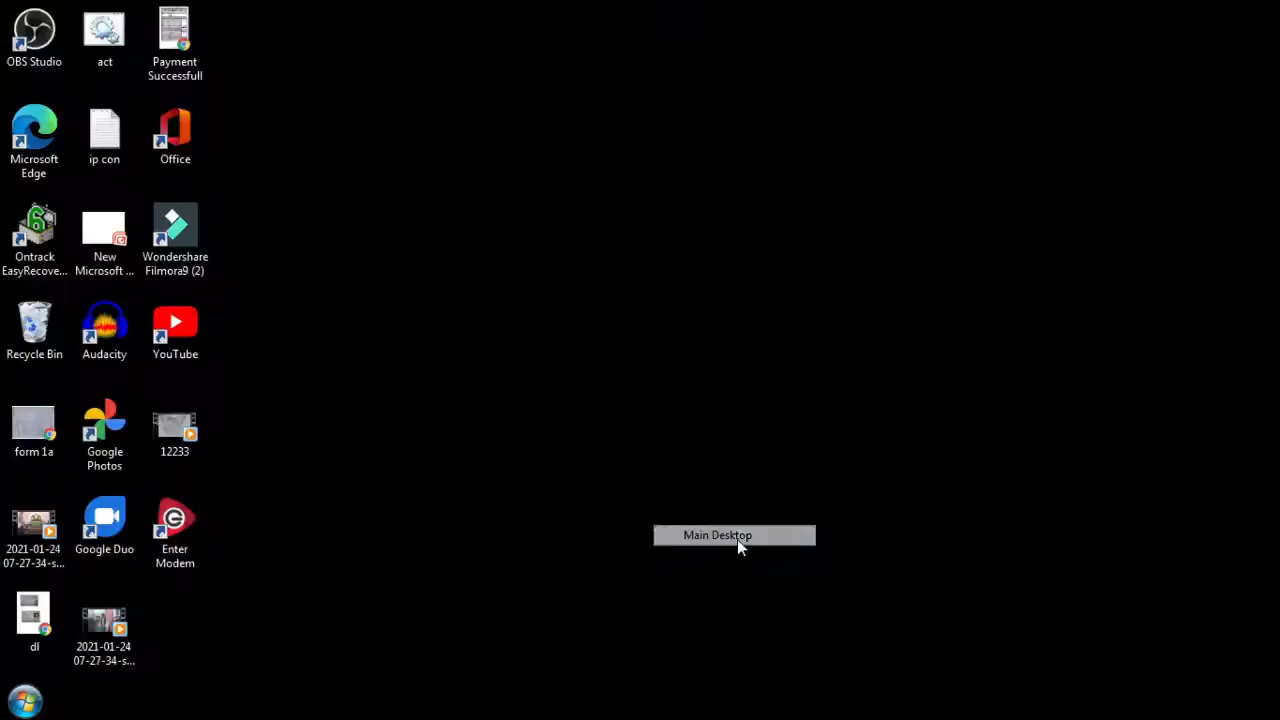 OBS Studio
act
Payment
Successfull
Microsoft
Edge
ip con
Office
Ontrack
EasyRecove...
New
Microsoft ...
Wondershare
Filmora9 (2)
Recycle Bin
Audacity
YouTube
form 1a
Google
Photos
12233
2021-01-24
07-27-34-s...
Google Duo
Enter
Modem
Main Desktop
dl
2021-01-24
07-27-34-s...